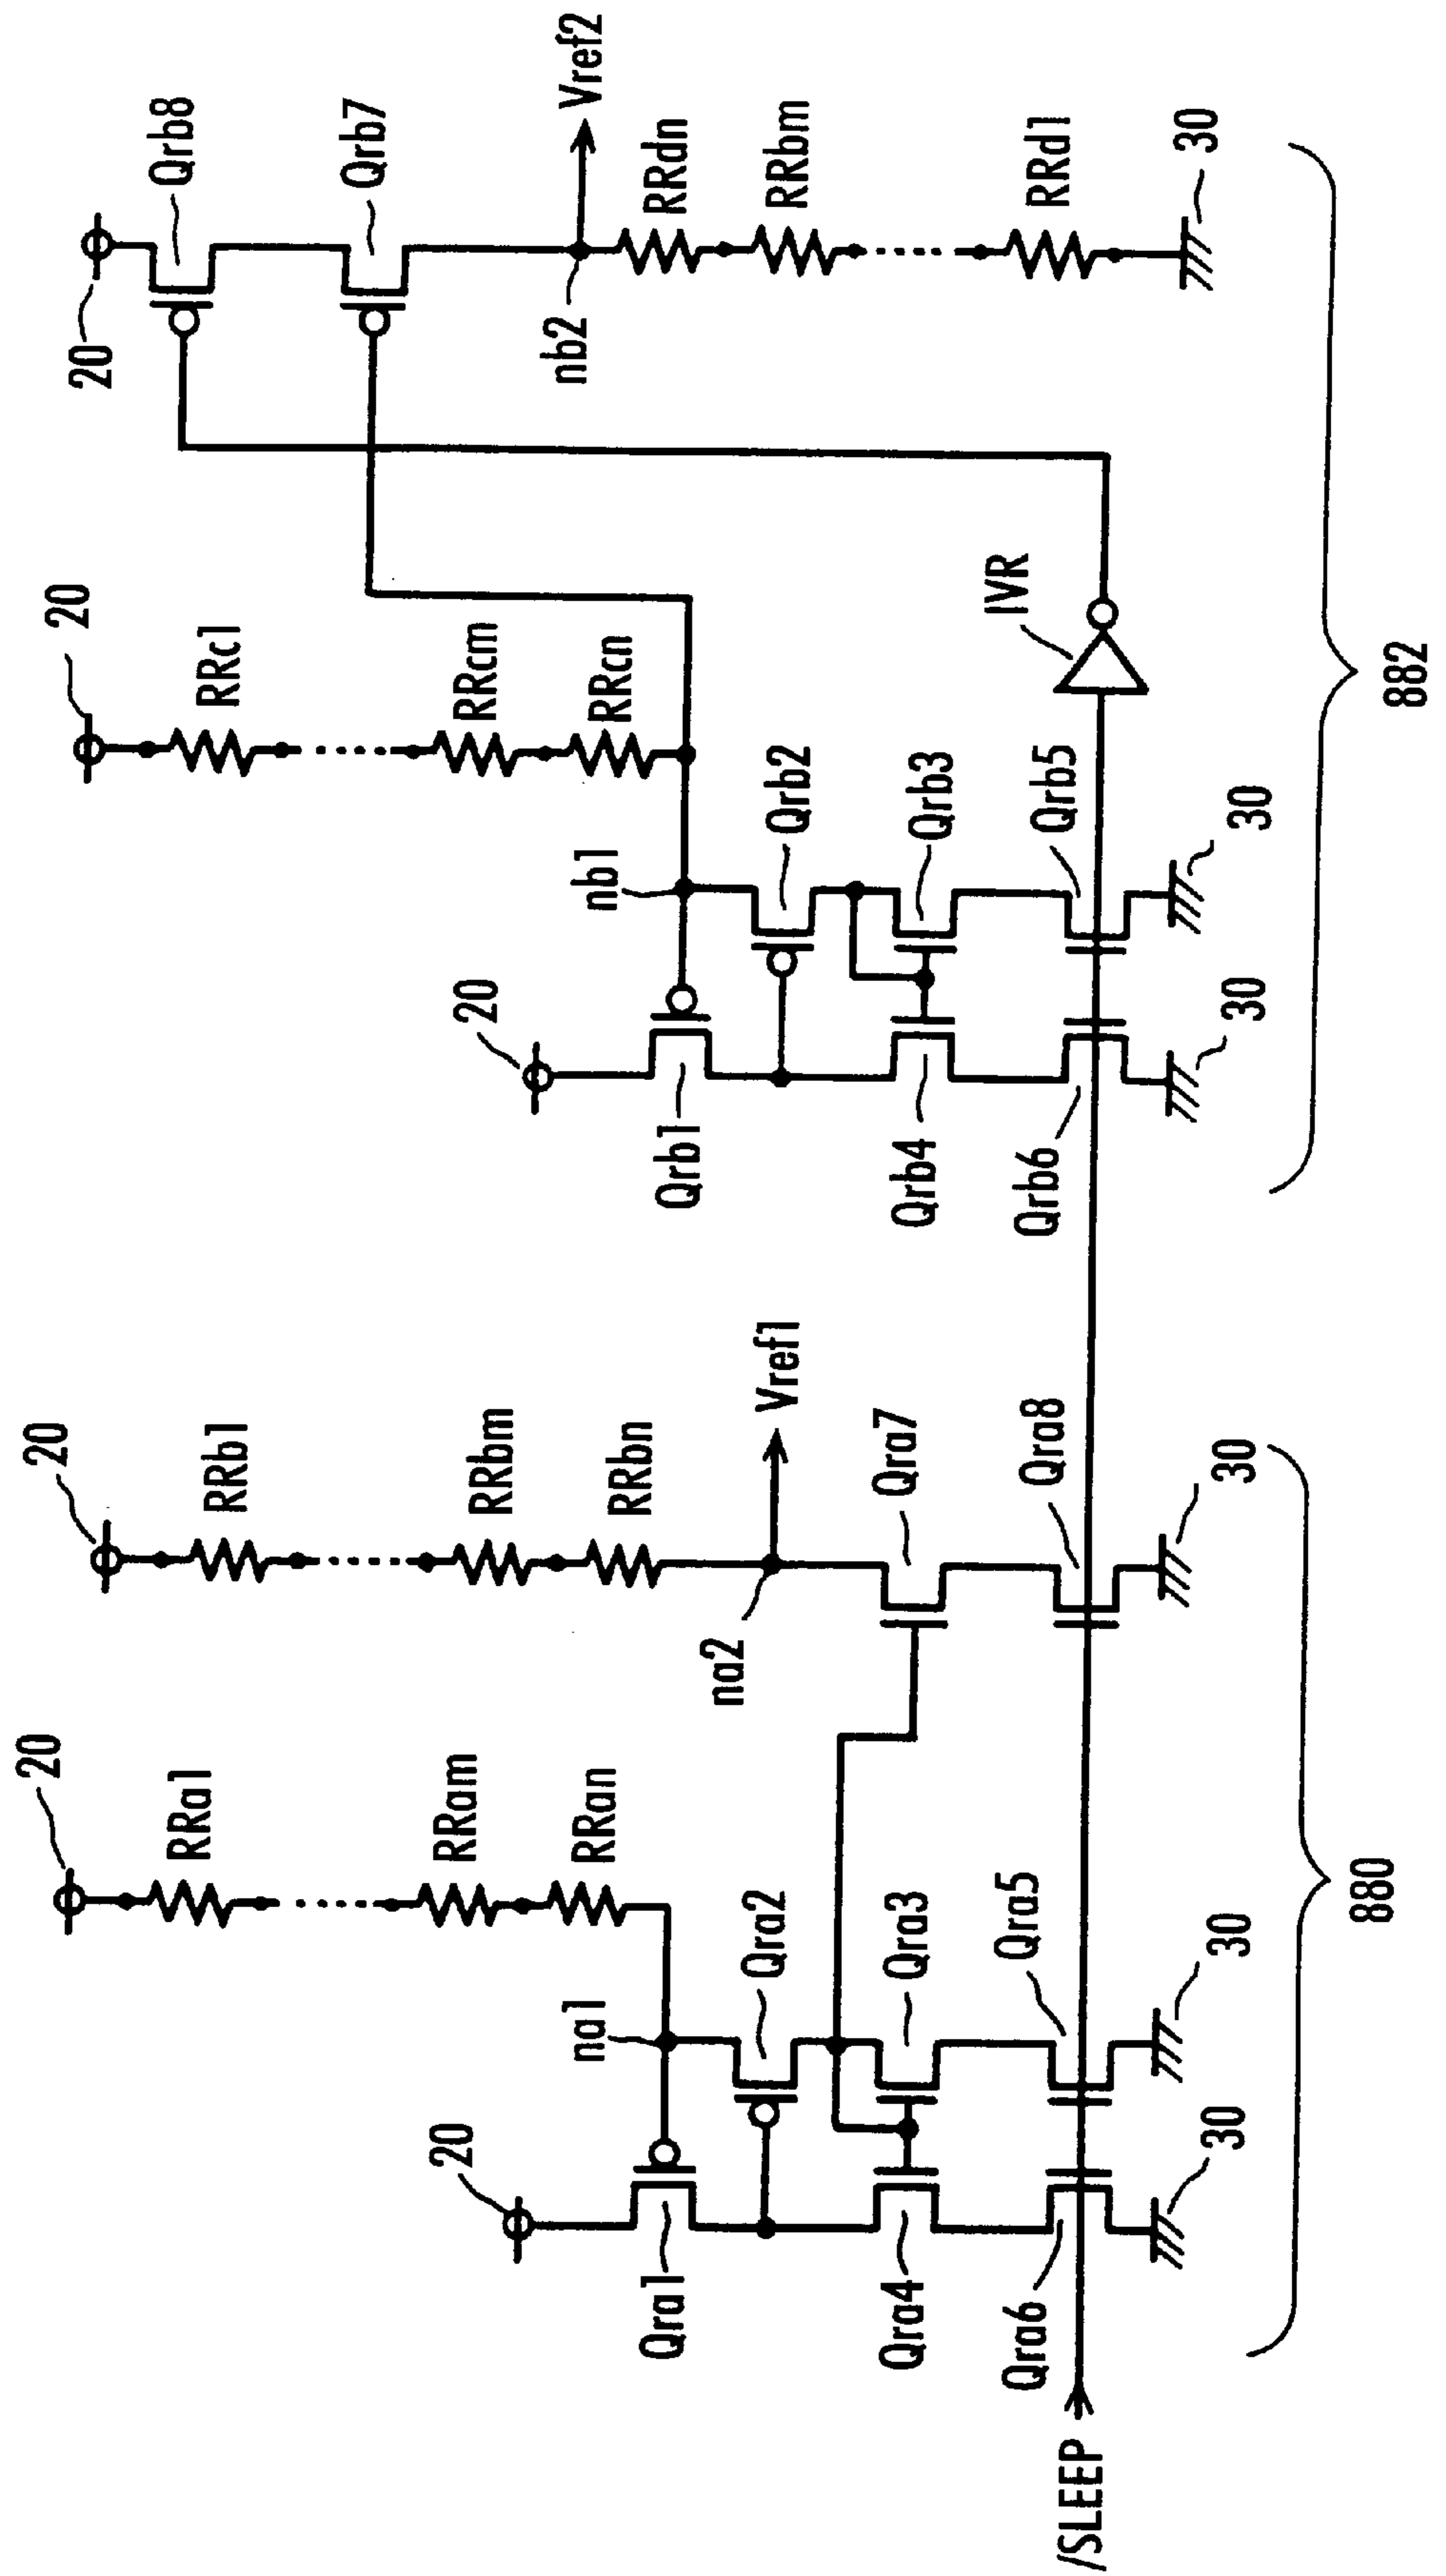 20
RRa1
RRam
RRan
na1
20
Qra1
Qra2
Qra3
Qra4
Qra5
Qra6
30
30
20
RRb1
RRbm
RRbn
na2
Vref1
Qra7
Qra8
30
880
/SLEEP
20
RRc1
RRcm
RRcn
nb1
20
Qrb1
Qrb2
Qrb3
Qrb4
Qrb5
Qrb6
30
30
IVR
20
Qrb8
Qrb7
nb2
Vref2
RRdn
RRbm
RRd1
30
882